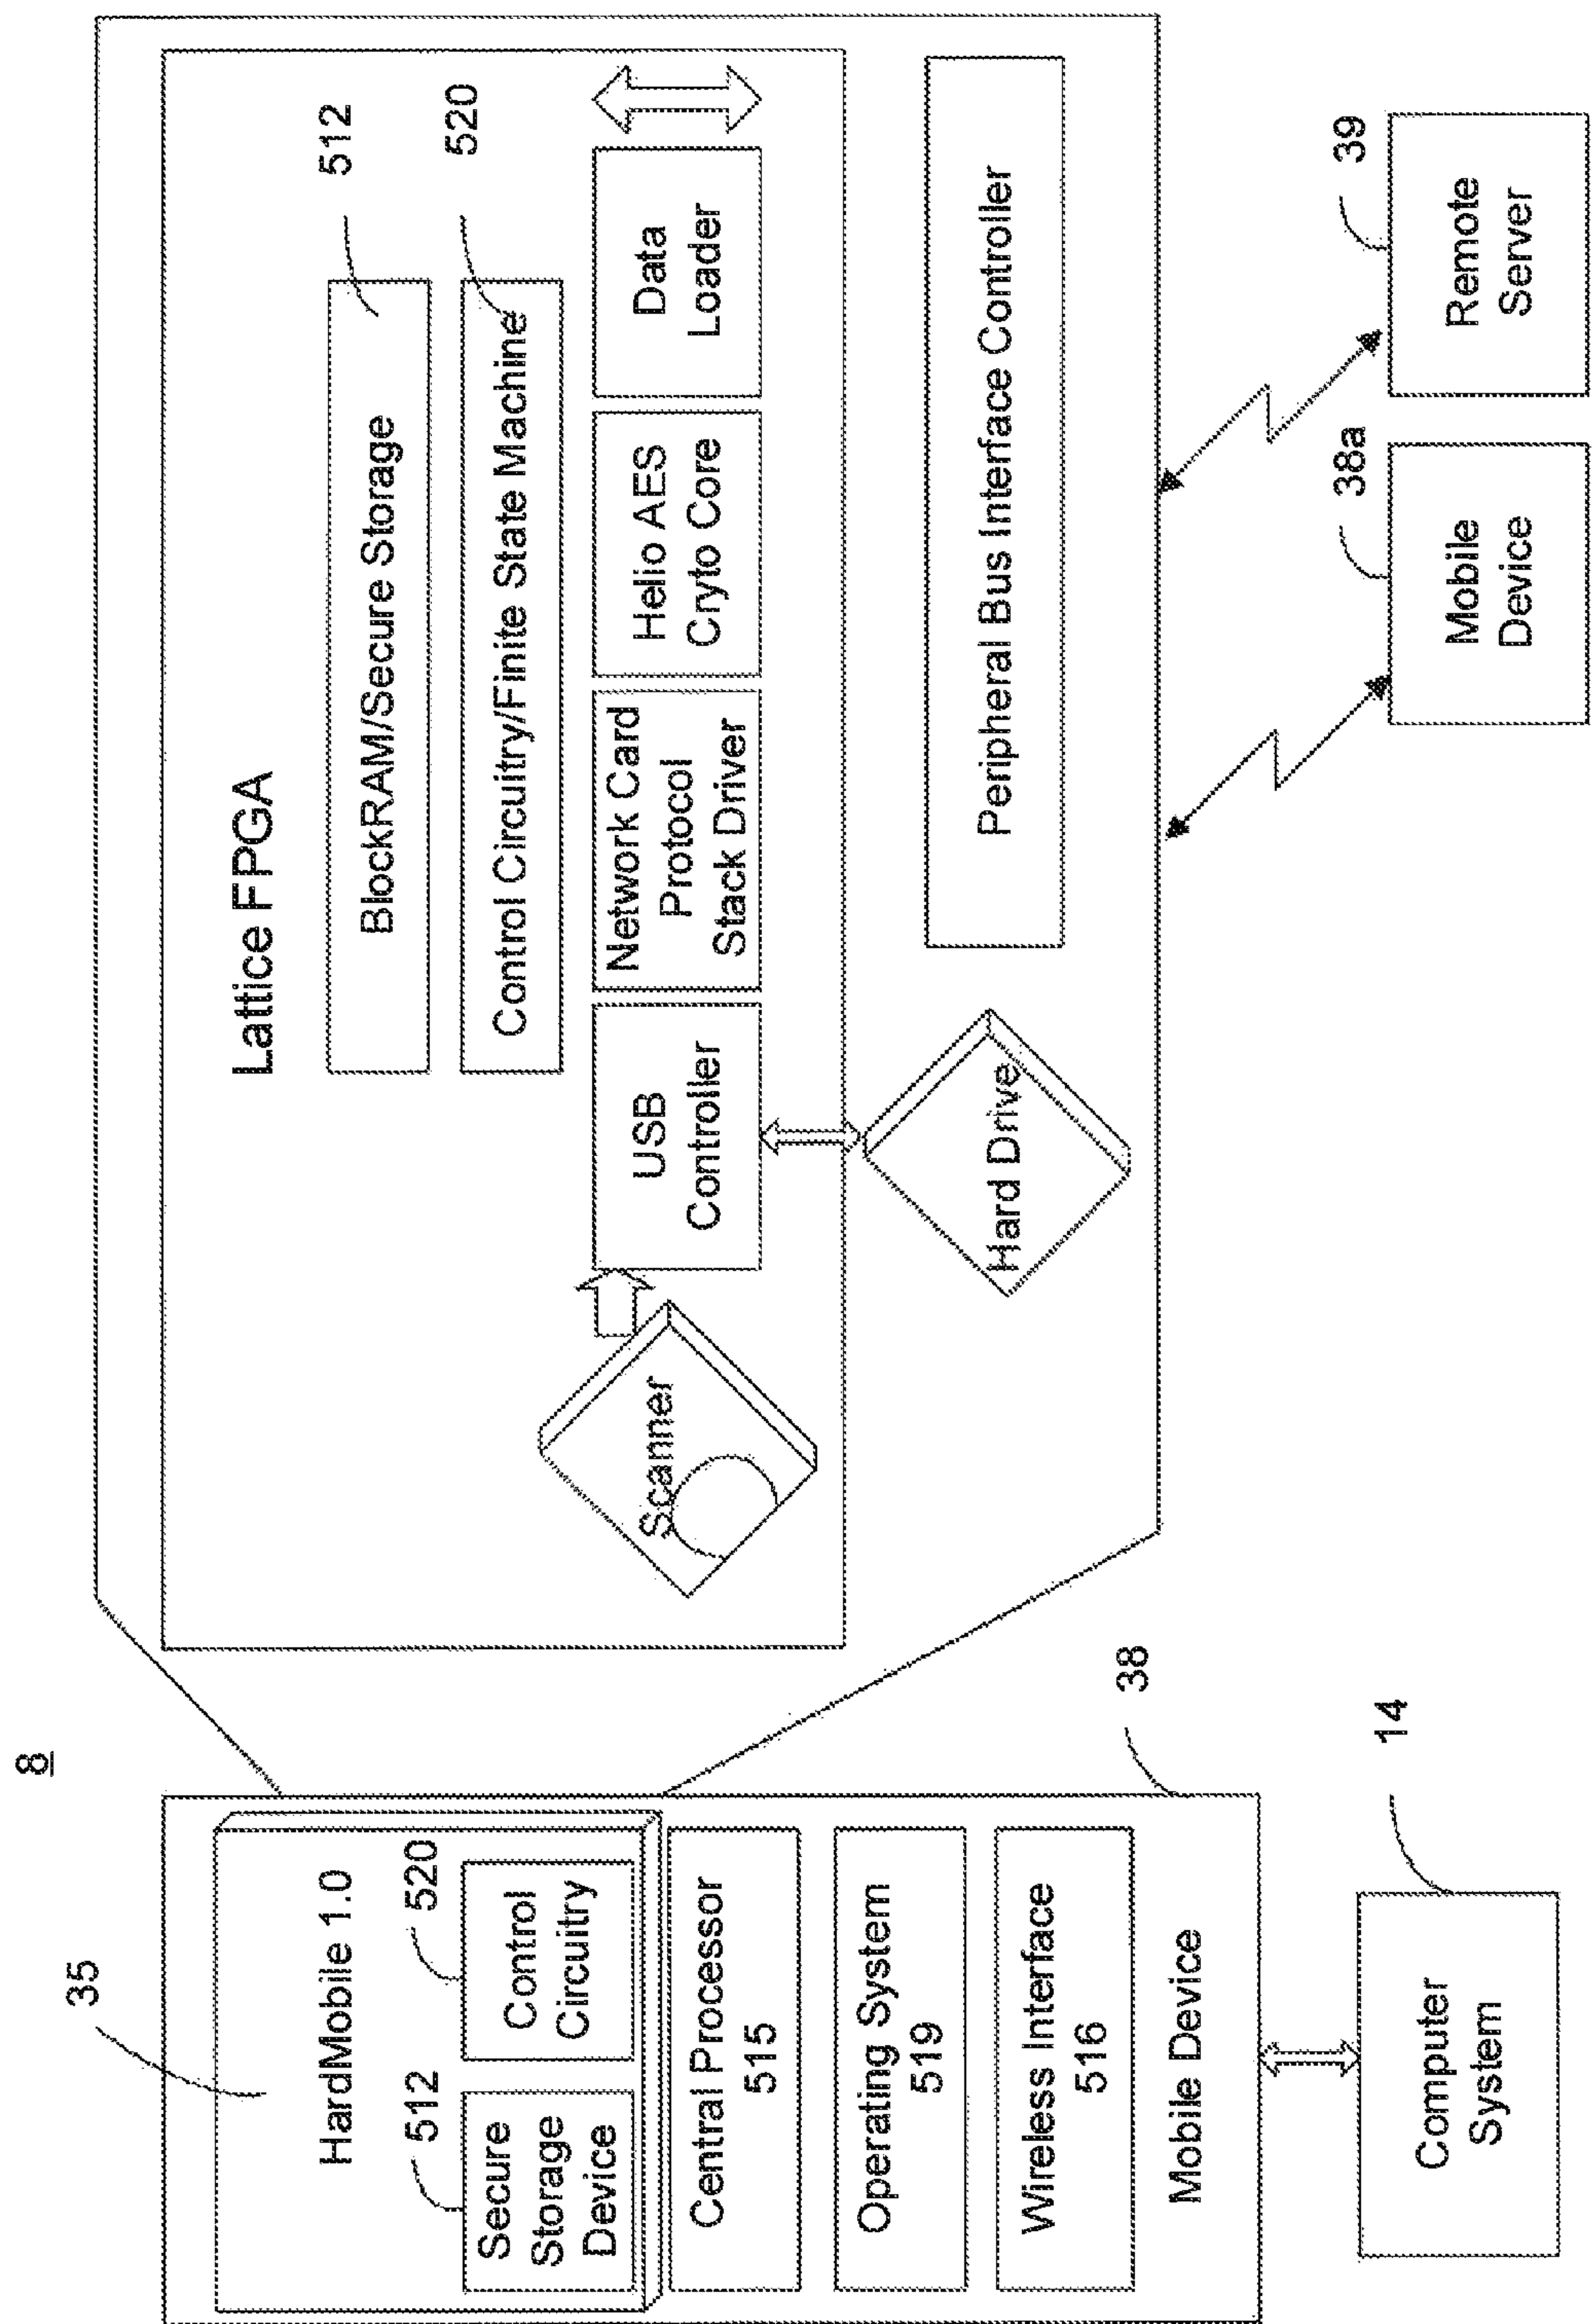 8
35
HardMobile 1.0
512
520
Secure
Storage
Device
Control
Circuitry
Central Processor
515
Operating System
519
Wireless Interface
516
Mobile Device
38
Computer
System
14
Lattice FPGA
512
BlockRAM/Secure Storage
520
Control Circuitry/Finite State Machine
Scanner
USB
Controller
Network Card
Protocol
Stack Driver
Helio AES
Cryto Core
Data
Loader
Hard Drive
Peripheral Bus Interface Controller
38a
Mobile
Device
39
Remote
Server